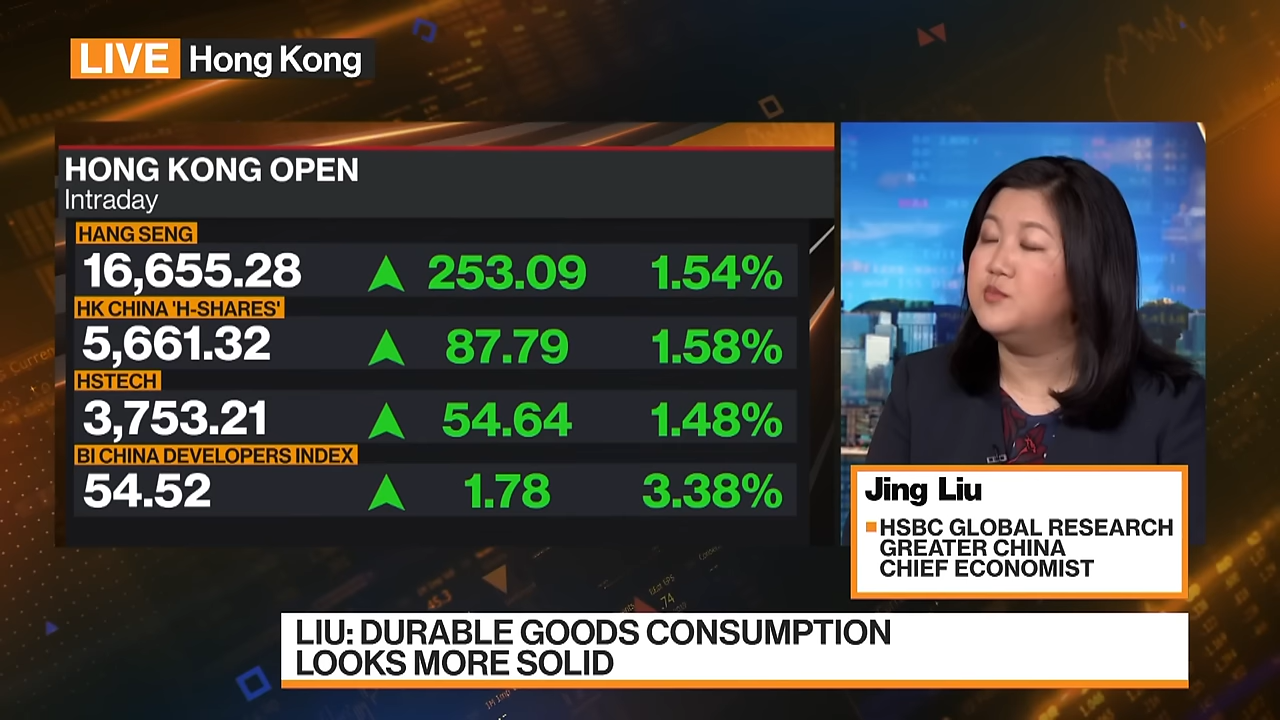 LIVE Hong Kong
HONG KONG OPEN
Intraday
HANG SENG
16,655.28 ▲ 253.09 1.54%
HK CHINA 'H-SHARES'
5,661.32 ▲ 87.79 1.58%
HSTECH
3,753.21 ▲ 54.64 1.48%
BI CHINA DEVELOPERS INDEX
54.52 ▲ 1.78 3.38%
Jing Liu
HSBC GLOBAL RESEARCH
GREATER CHINA
CHIEF ECONOMIST
LIU: DURABLE GOODS CONSUMPTION
LOOKS MORE SOLID